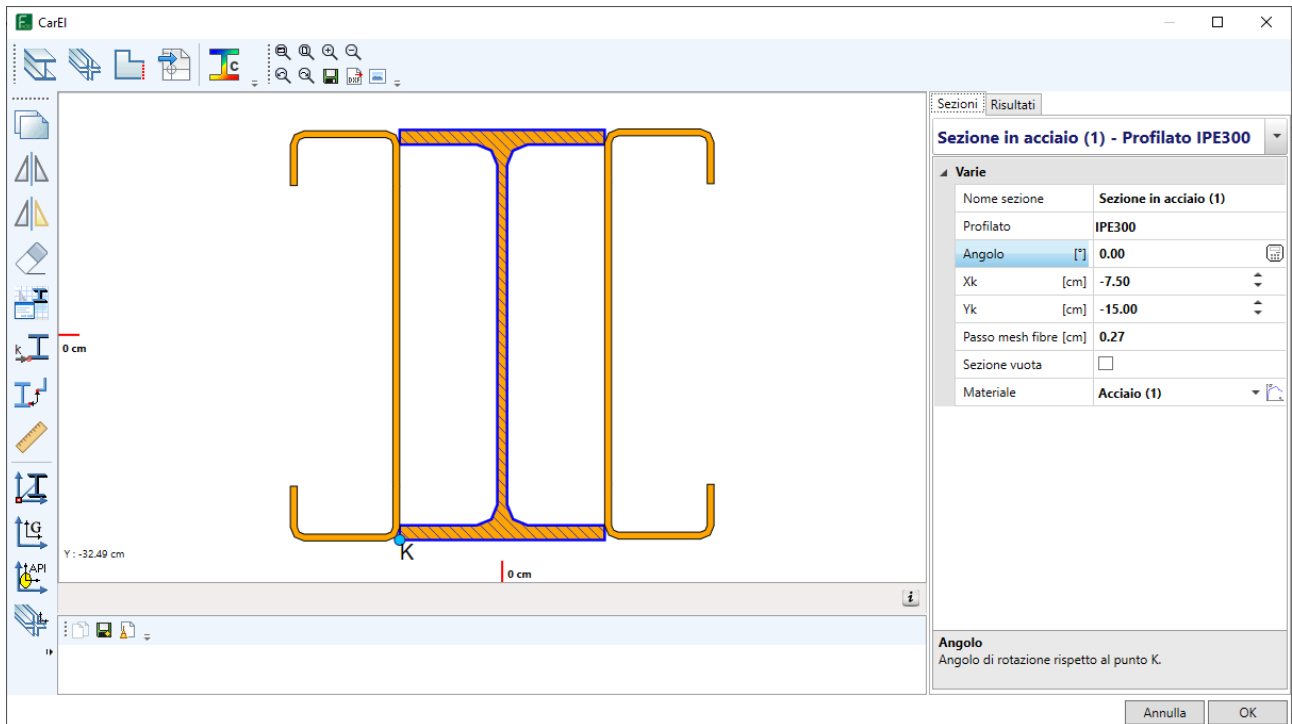 CarEl
C
DXF
Sezioni Risultati
Sezione in acciaio (1) - Profilato IPE300
Varie
Nome sezione Sezione in acciaio (1)
Profilato IPE300
Angolo [°] 0.00
Xk [cm] -7.50
Yk [cm] -15.00
Passo mesh fibre [cm] 0.27
Sezione vuota
Materiale Acciaio (1)
k
0 cm
G
API
Y : -32.49 cm
K
0 cm
i
Angolo
Angolo di rotazione rispetto al punto K.
Annulla OK